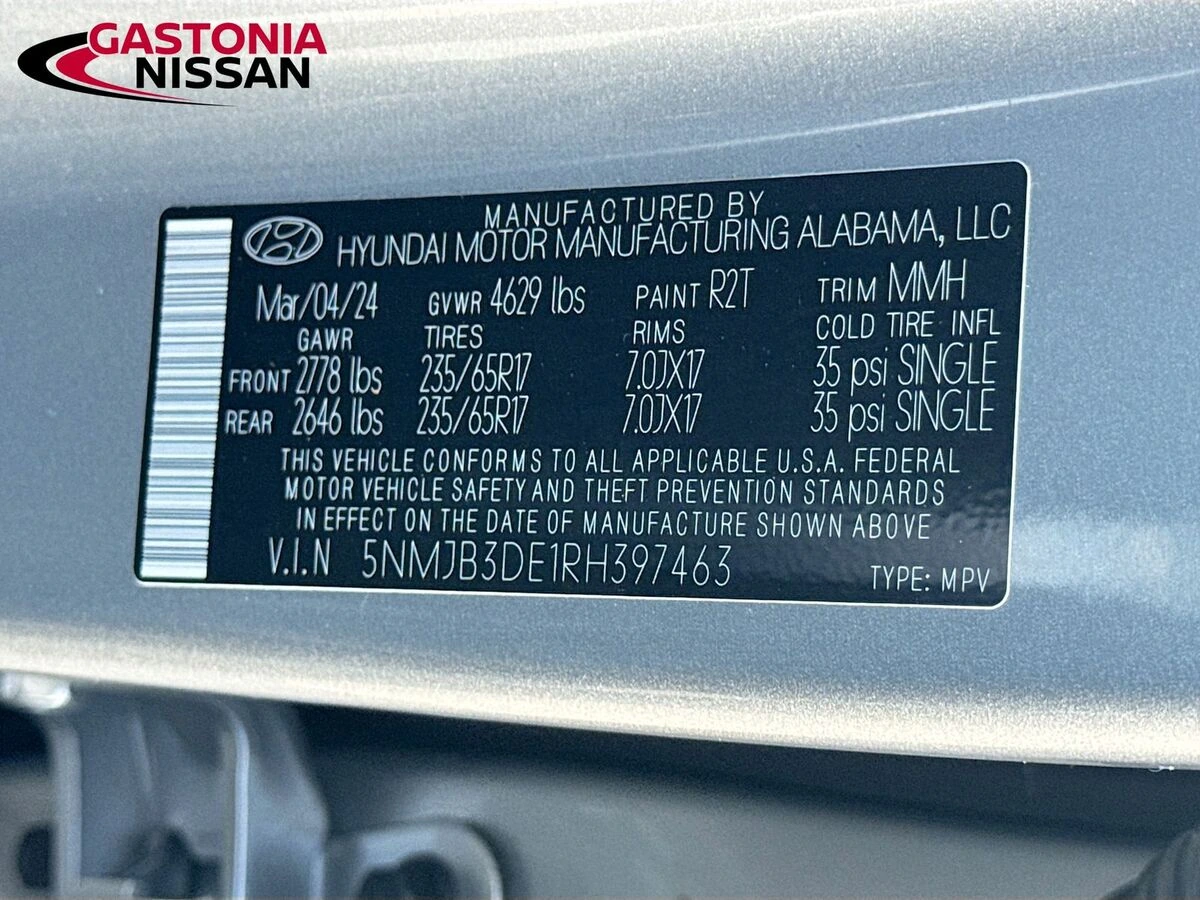 GASTONIA
NISSAN
MANUFACTURED BY
HYUNDAI MOTOR MANUFACTURING ALABAMA, LLC
Mar/04/24 GVWR 4629 lbs PAINT R2T TRIM MMH
GAWR TIRES RIMS COLD TIRE INFL
FRONT 2778 lbs 235/65R17 7.0JX17 35 psi SINGLE
REAR 2646 lbs 235/65R17 7.0JX17 35 psi SINGLE
THIS VEHICLE CONFORMS TO ALL APPLICABLE U.S.A. FEDERAL
MOTOR VEHICLE SAFETY AND THEFT PREVENTION STANDARDS
IN EFFECT ON THE DATE OF MANUFACTURE SHOWN ABOVE
V.I.N 5NMJB3DE1RH397463 TYPE: MPV